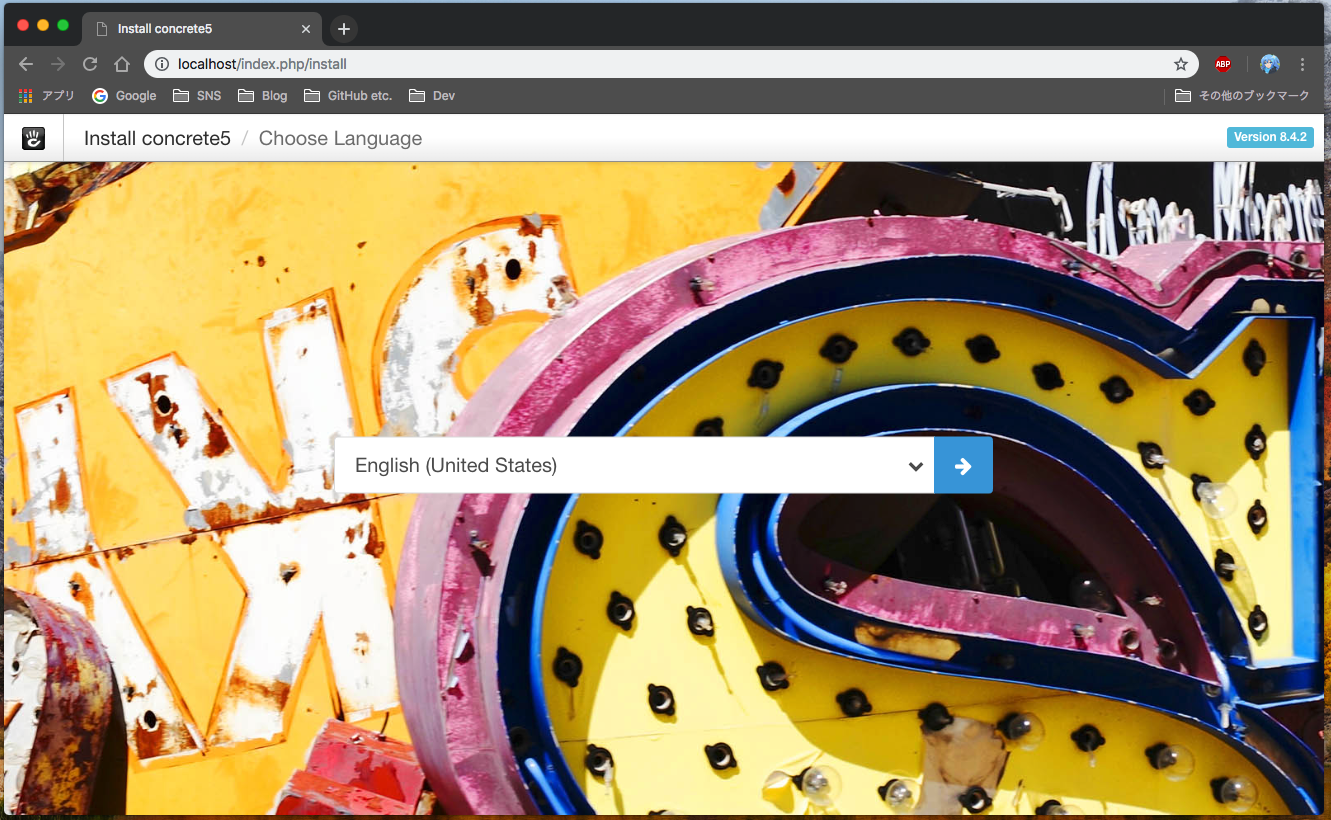 Install concrete5
localhost/index.php/install
アプリ Google SNS Blog GitHub etc. Dev その他のブックマーク
ABP
Install concrete5 / Choose Language
Version 8.4.2
English (United States)